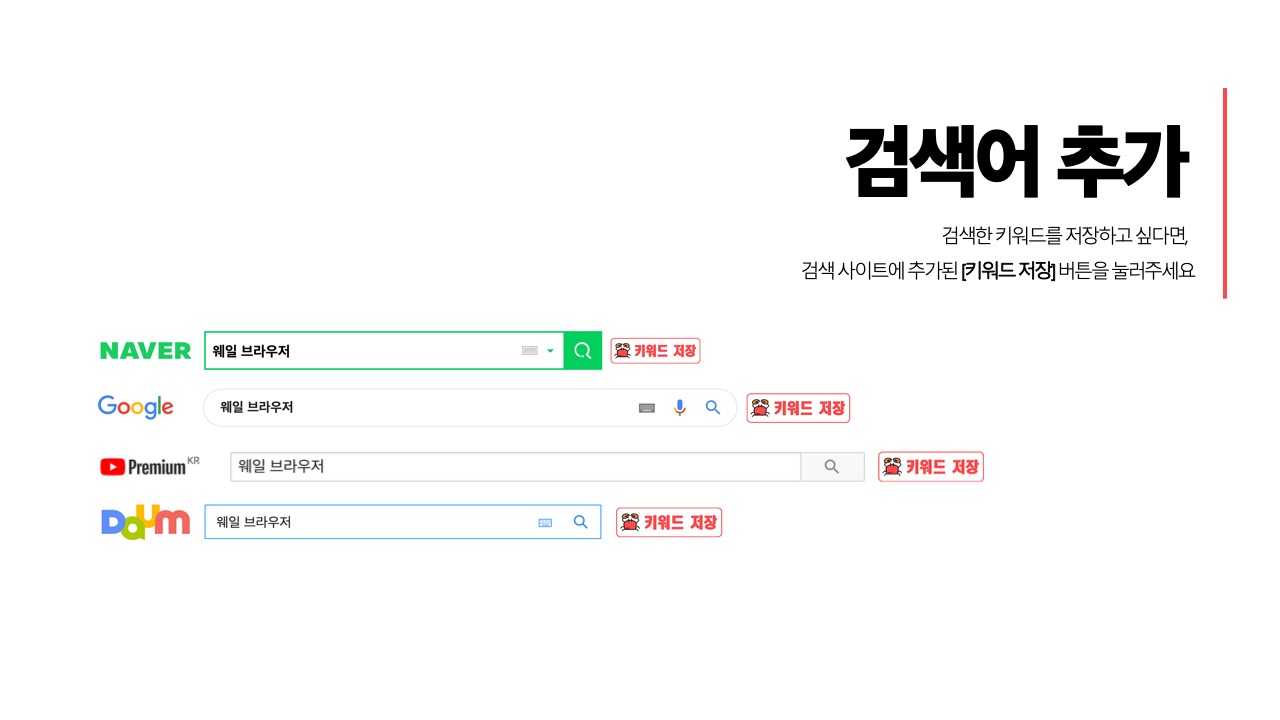 검색어 추가
검색한 키워드를 저장하고 싶다면,
검색 사이트에 추가된 [키워드 저장] 버튼을 눌러주세요
NAVER 웨일 브라우저 키워드 저장
Google 웨일 브라우저 키워드 저장
Premium KR 웨일 브라우저 키워드 저장
Daum 웨일 브라우저 키워드 저장